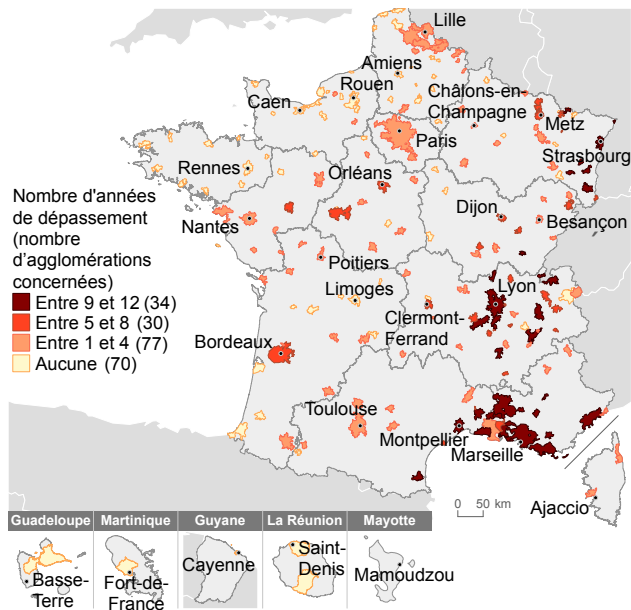 Lille
Amiens
Rouen
Caen
Châlons-en-
Champagne
Metz
Paris
Strasbourg
Rennes
Orléans
Nombre d'années
de dépassement
(nombre
d'agglomérations
concernées)
Entre 9 et 12 (34)
Entre 5 et 8 (30)
Entre 1 et 4 (77)
Aucune (70)
Nantes
Dijon
Besançon
Poitiers
Limoges
Lyon
Clermont-
Ferrand
Bordeaux
Toulouse
Montpellier
Marseille
0 50 km
Ajaccio
Guadeloupe
Martinique
Guyane
La Réunion
Mayotte
Basse-
Terre
Fort-de-
France
Cayenne
Saint-
Denis
Mamoudzou